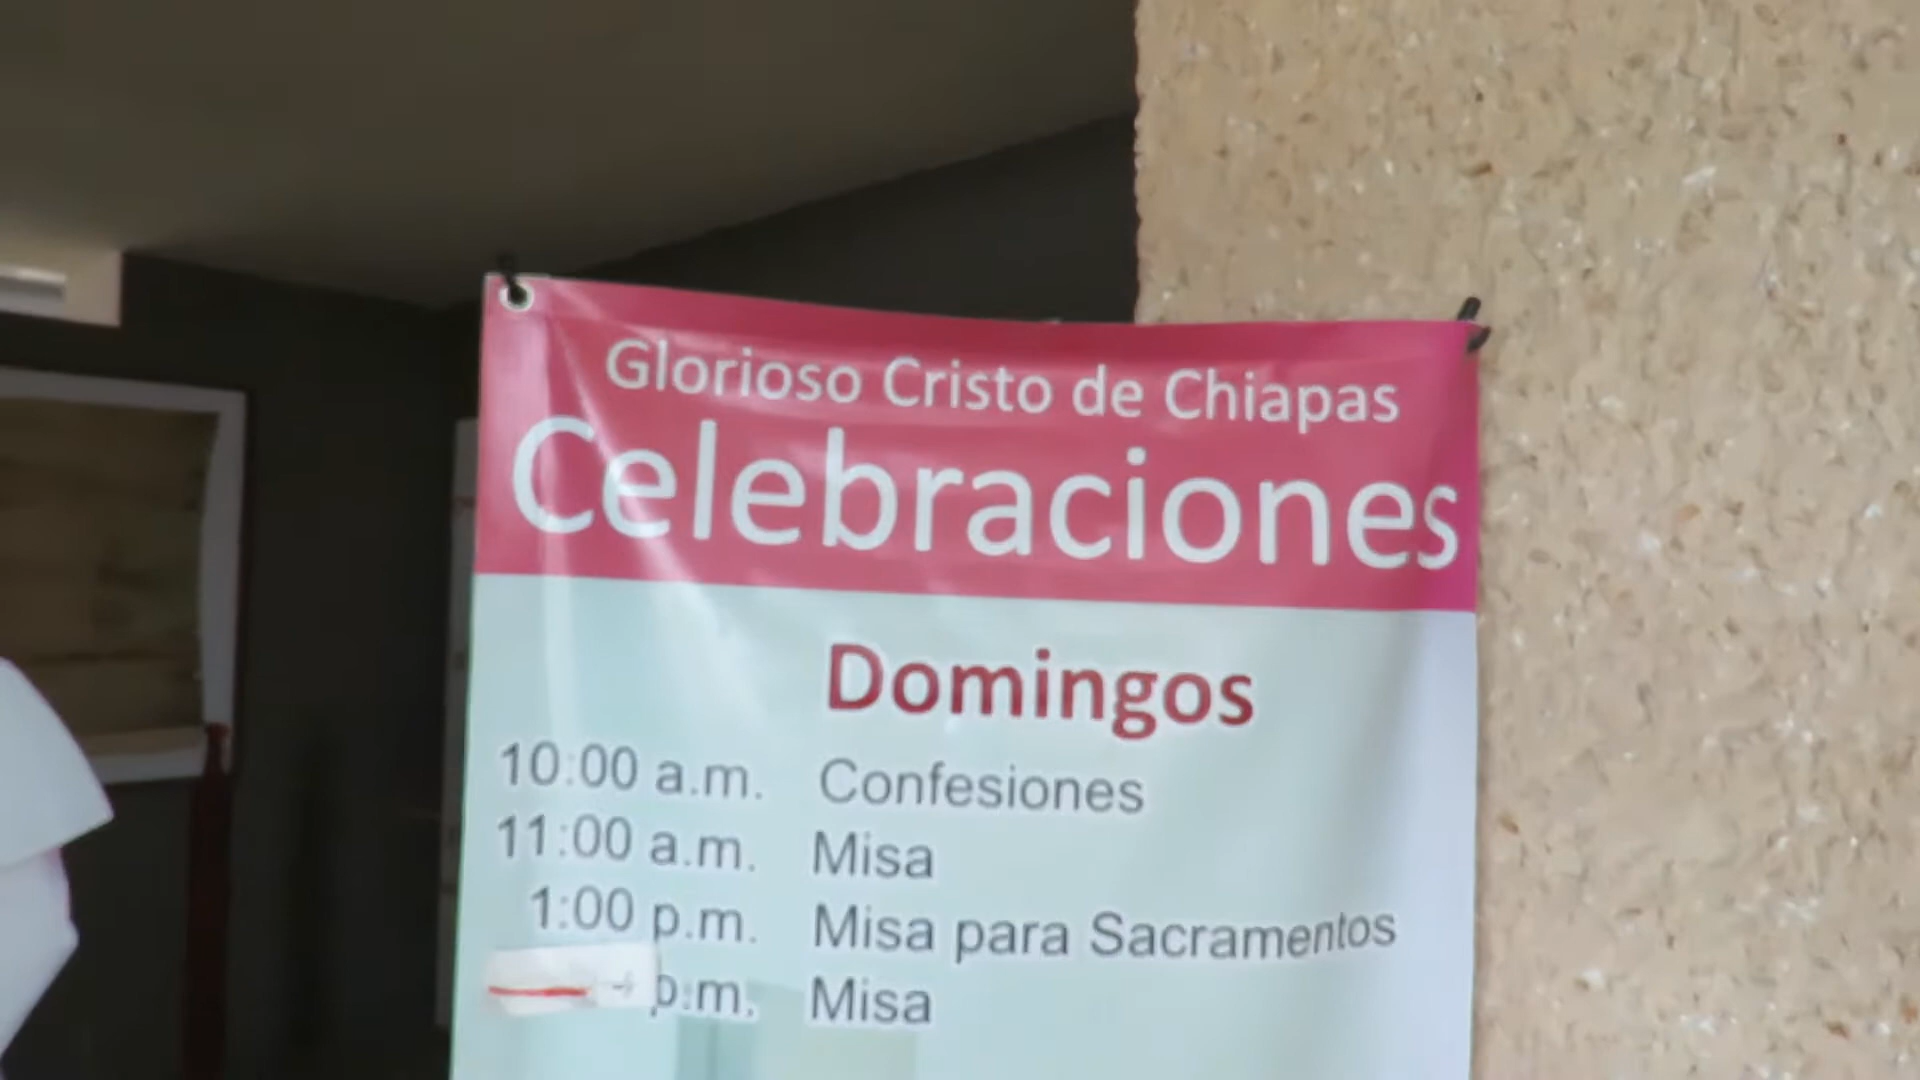 Glorioso Cristo de Chiapas
Celebraciones
Domingos
10:00 a.m. Confesiones
11:00 a.m. Misa
1:00 p.m. Misa para Sacramentos
p.m. Misa